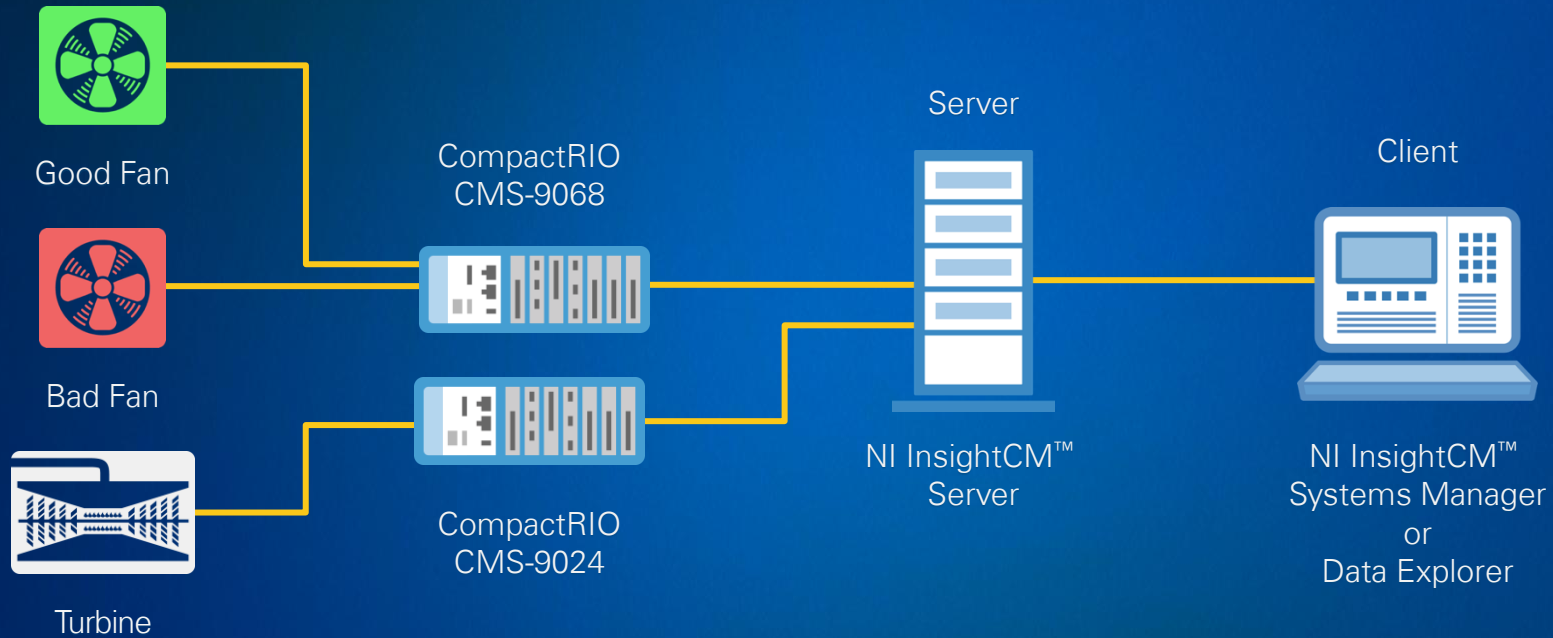 Good Fan
Bad Fan
Turbine
CompactRIO
CMS-9068
CompactRIO
CMS-9024
Server
NI InsightCM™
Server
Client
NI InsightCM™
Systems Manager
or
Data Explorer